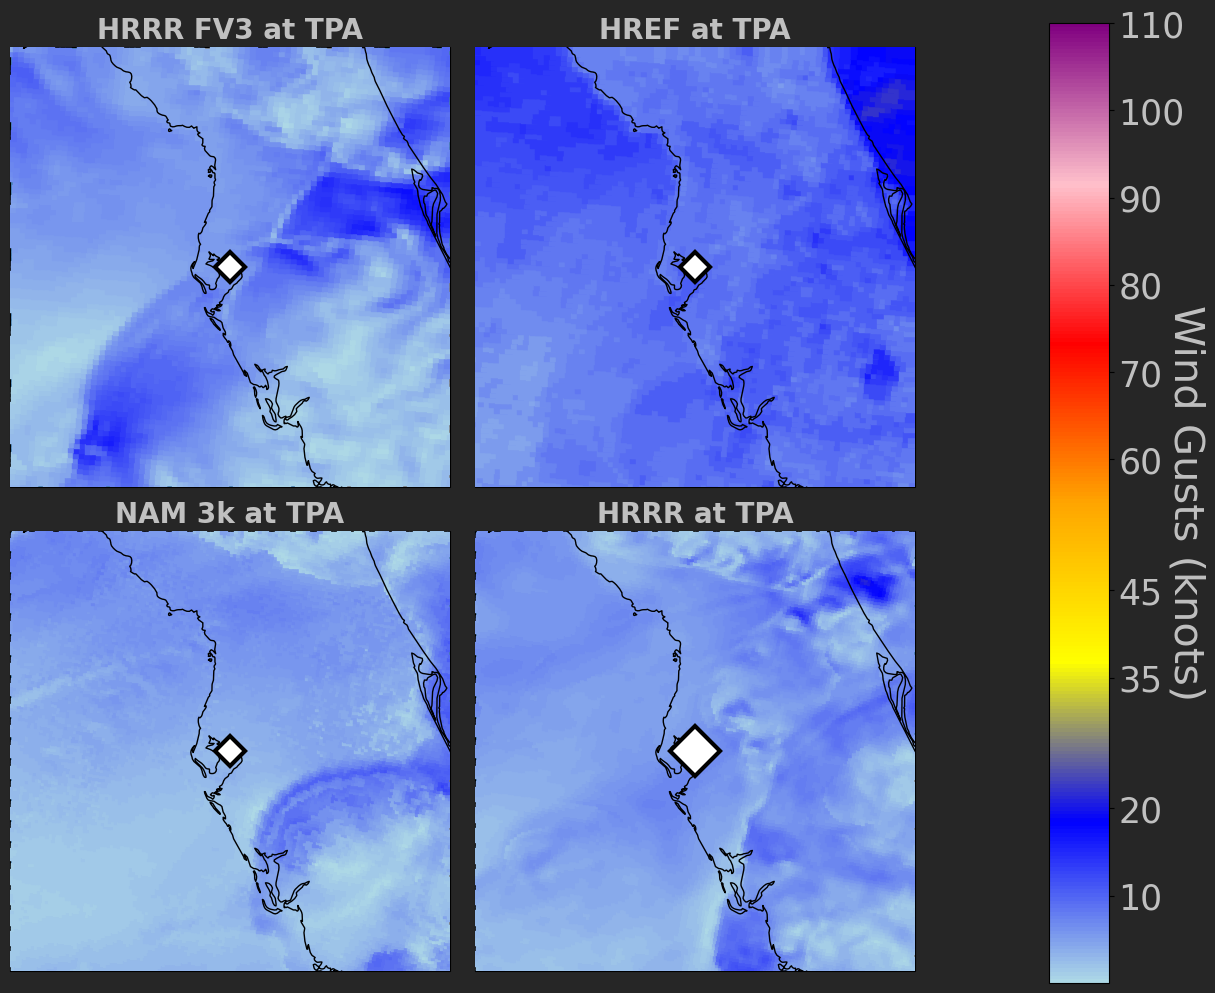 HRRR FV3 at TPA
HREF at TPA
NAM 3k at TPA
HRRR at TPA
110
100
90
80
70
60
45
35
20
10
Wind Gusts (knots)